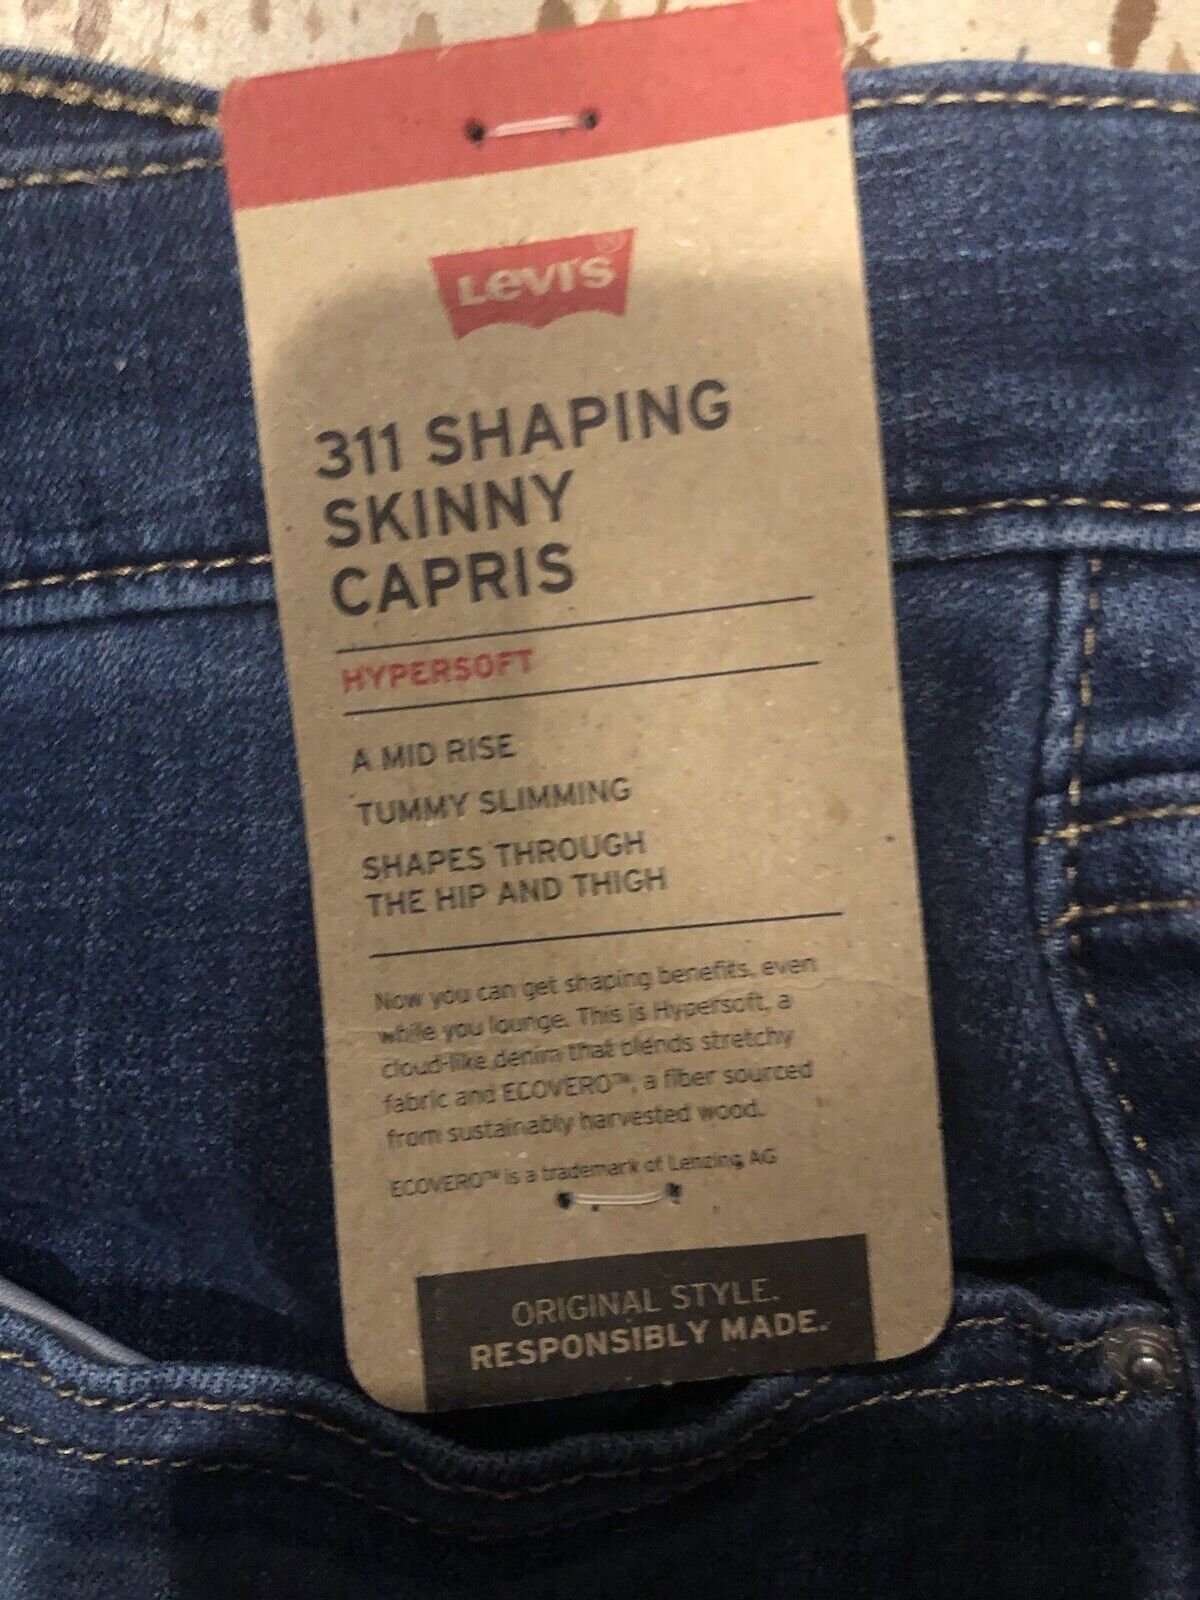 LEVI'S
311 SHAPING
SKINNY
CAPRIS
HYPERSOFT
A MID RISE
TUMMY SLIMMING
SHAPES THROUGH
THE HIP AND THIGH
Now you can get shaping benefits, even
while you lounge. This is Hypersoft, a
cloud-like denim that blends stretchy
fabric and ECOVERO™, a fiber sourced
from sustainably harvested wood.
ECOVERO™ is a trademark of Lenzing AG
ORIGINAL STYLE.
RESPONSIBLY MADE.